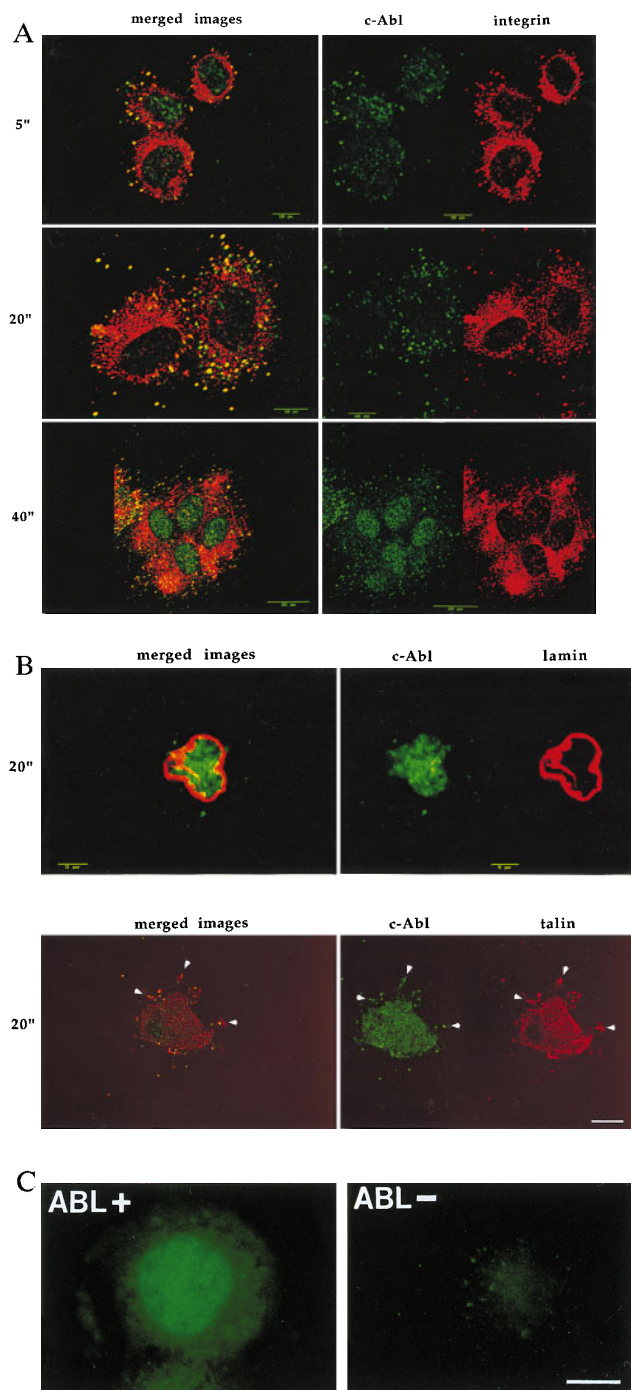 A
merged images c-Abl integrin
5"
20"
40"
B
merged images c-Abl lamin
20"
merged images c-Abl talin
20"
C
ABL+ ABL−